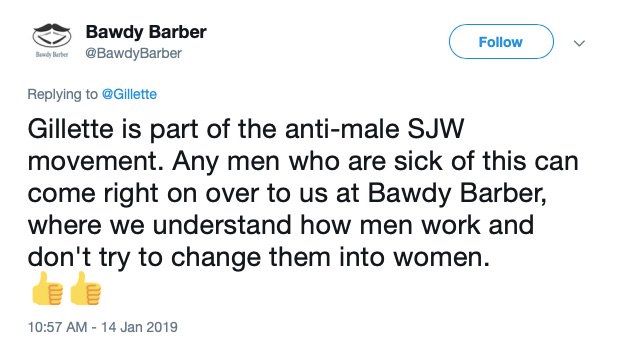 Bawdy Barber
@BawdyBarber
Follow
Bawdy Barber
Replying to @Gillette
Gillette is part of the anti-male SJW
movement. Any men who are sick of this can
come right on over to us at Bawdy Barber,
where we understand how men work and
don't try to change them into women.
👍👍
10:57 AM - 14 Jan 2019